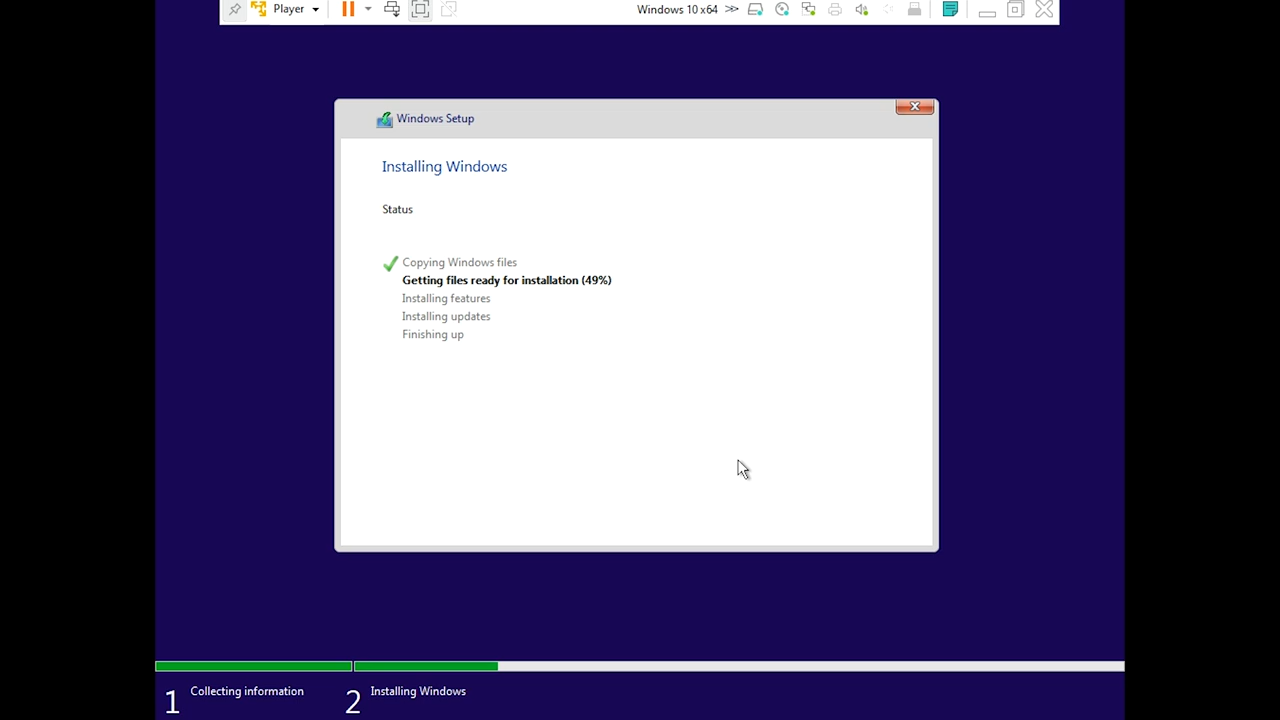 Player
Windows 10 x64
Windows Setup
Installing Windows
Status
Copying Windows files
Getting files ready for installation (49%)
Installing features
Installing updates
Finishing up
1 Collecting information
2 Installing Windows